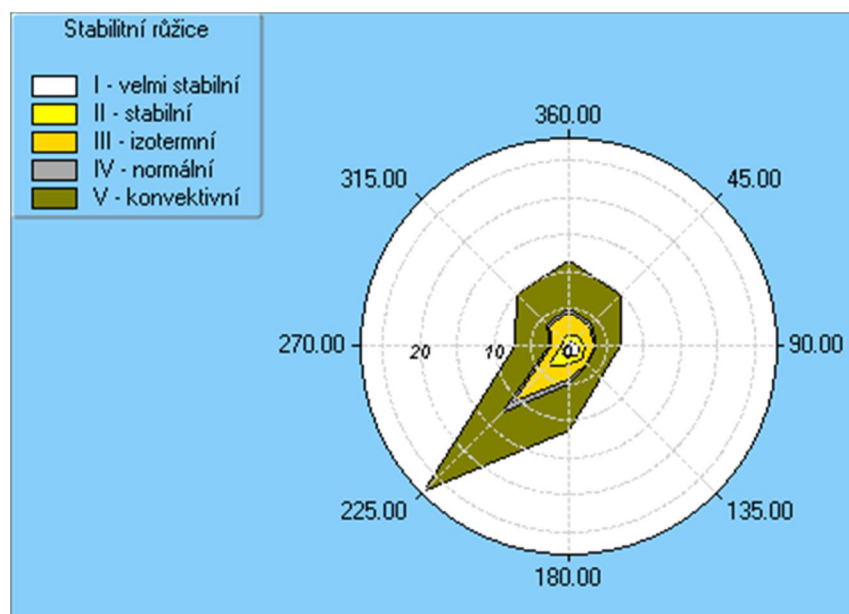 Stabilitní růžice
I - velmi stabilní
II - stabilní
III - izotermní
IV - normální
V - konvektivní
360.00
315.00
45.00
270.00
20
10
0
90.00
225.00
135.00
180.00